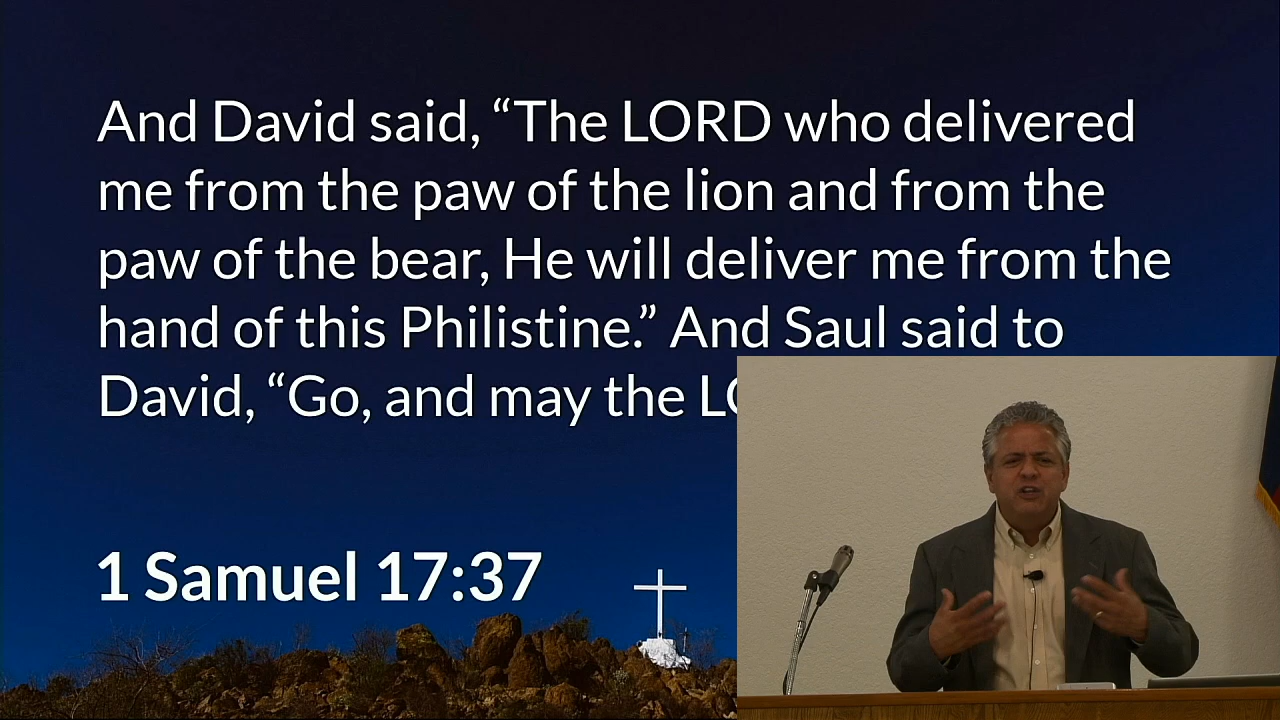 And David said, “The LORD who delivered
me from the paw of the lion and from the
paw of the bear, He will deliver me from the
hand of this Philistine.” And Saul said to
David, “Go, and may the
1 Samuel 17:37